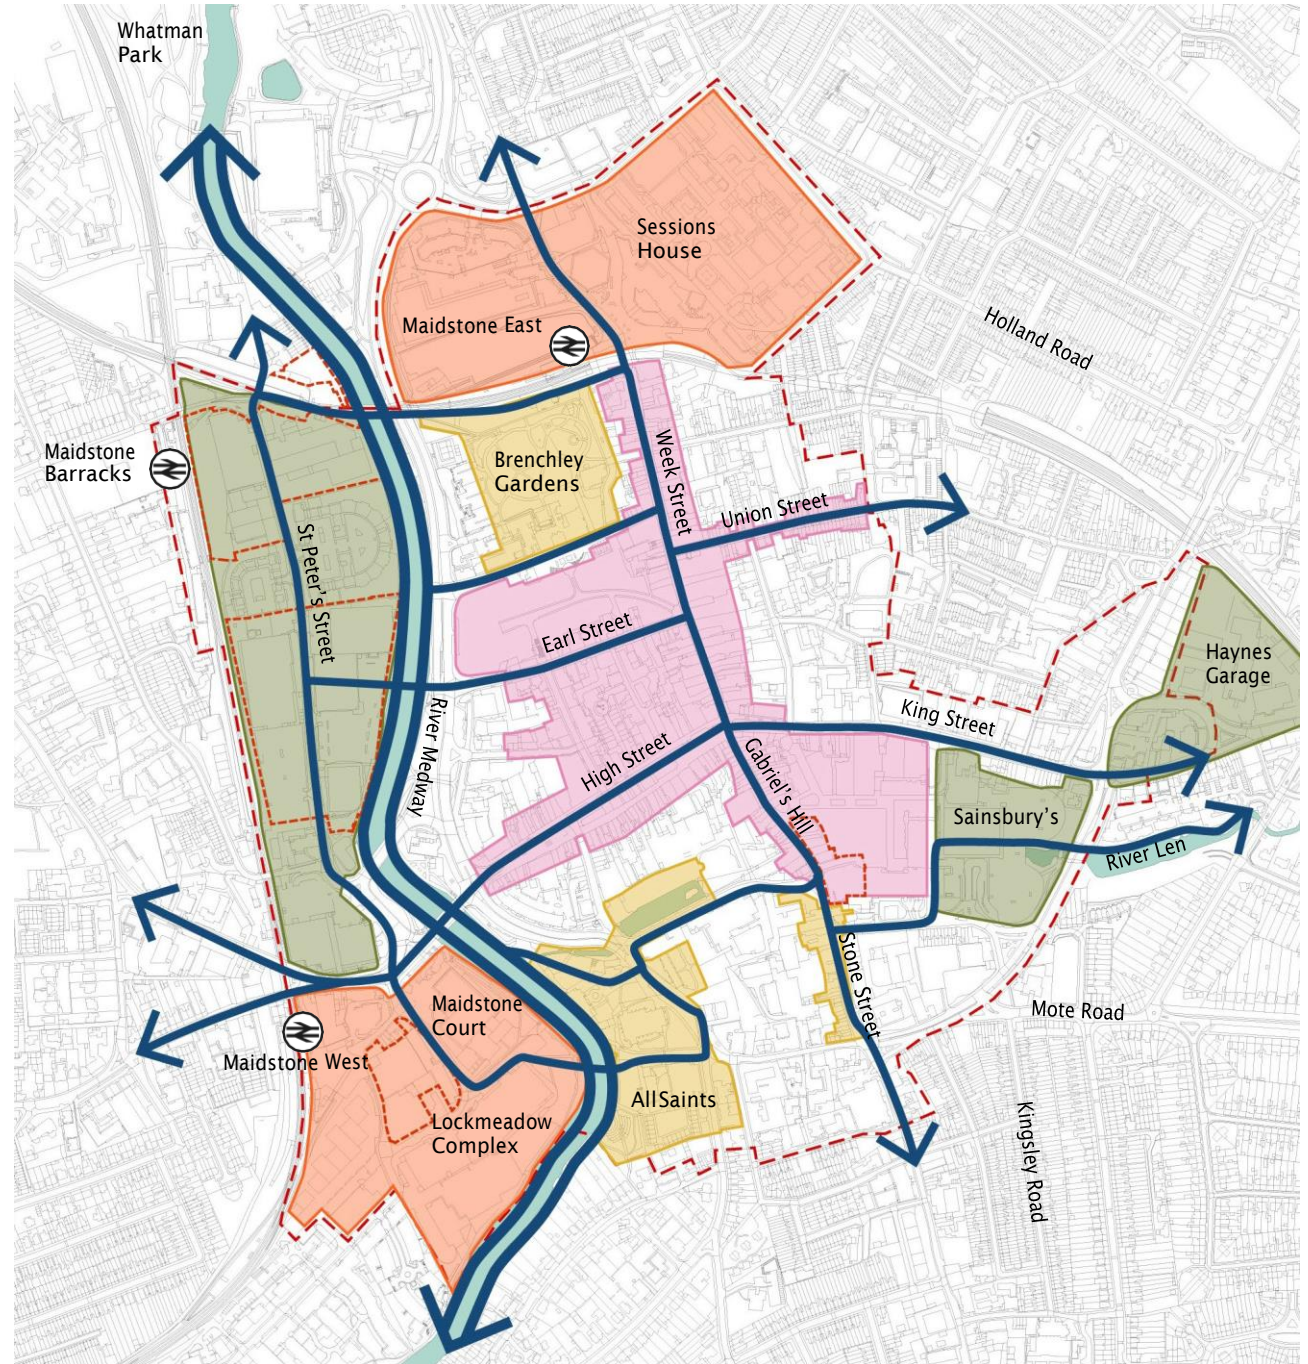 Whatman
Park
Sessions
House
Maidstone East
Holland Road
Maidstone
Barracks
Brenchley
Gardens
Week Street
Union Street
St Peter's Street
Earl Street
Haynes
Garage
River Medway
King Street
High Street
Gabriel's Hill
Sainsbury's
River Len
Stone Street
Maidstone
Court
Mote Road
Maidstone West
All Saints
Lockmeadow
Complex
Kingsley Road